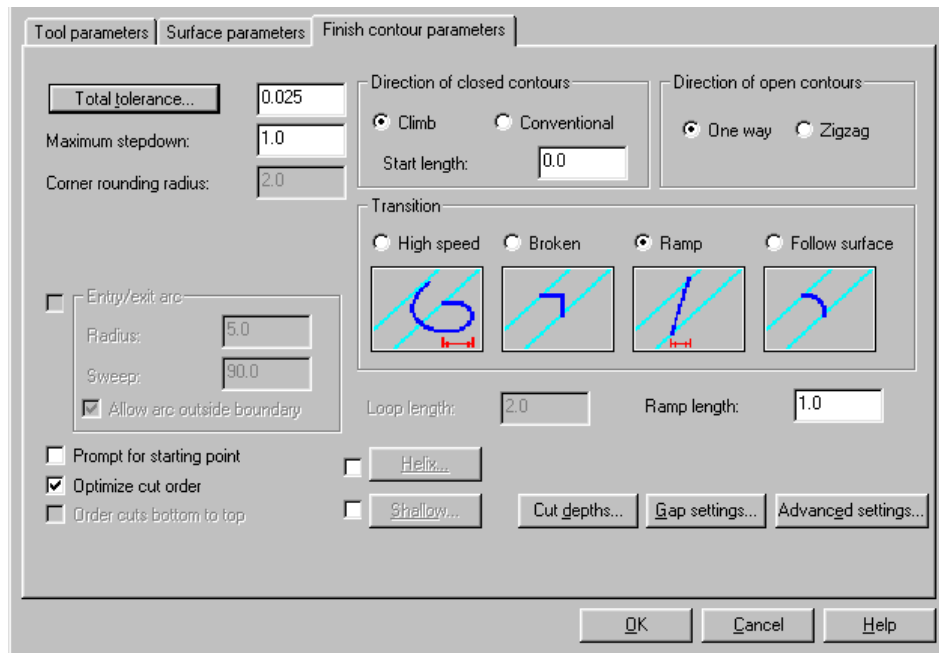 Tool parameters Surface parameters Finish contour parameters
Total tolerance... 0.025
Maximum stepdown: 1.0
Corner rounding radius: 2.0
Direction of closed contours
Climb Conventional
Start length: 0.0
Direction of open contours
One way Zigzag
Transition
High speed Broken Ramp Follow surface
Entry/exit arc
Radius: 5.0
Sweep: 90.0
Allow arc outside boundary
Loop length: 2.0 Ramp length: 1.0
Prompt for starting point
Optimize cut order
Order cuts bottom to top
Helix...
Shallow... Cut depths... Gap settings... Advanced settings...
OK Cancel Help